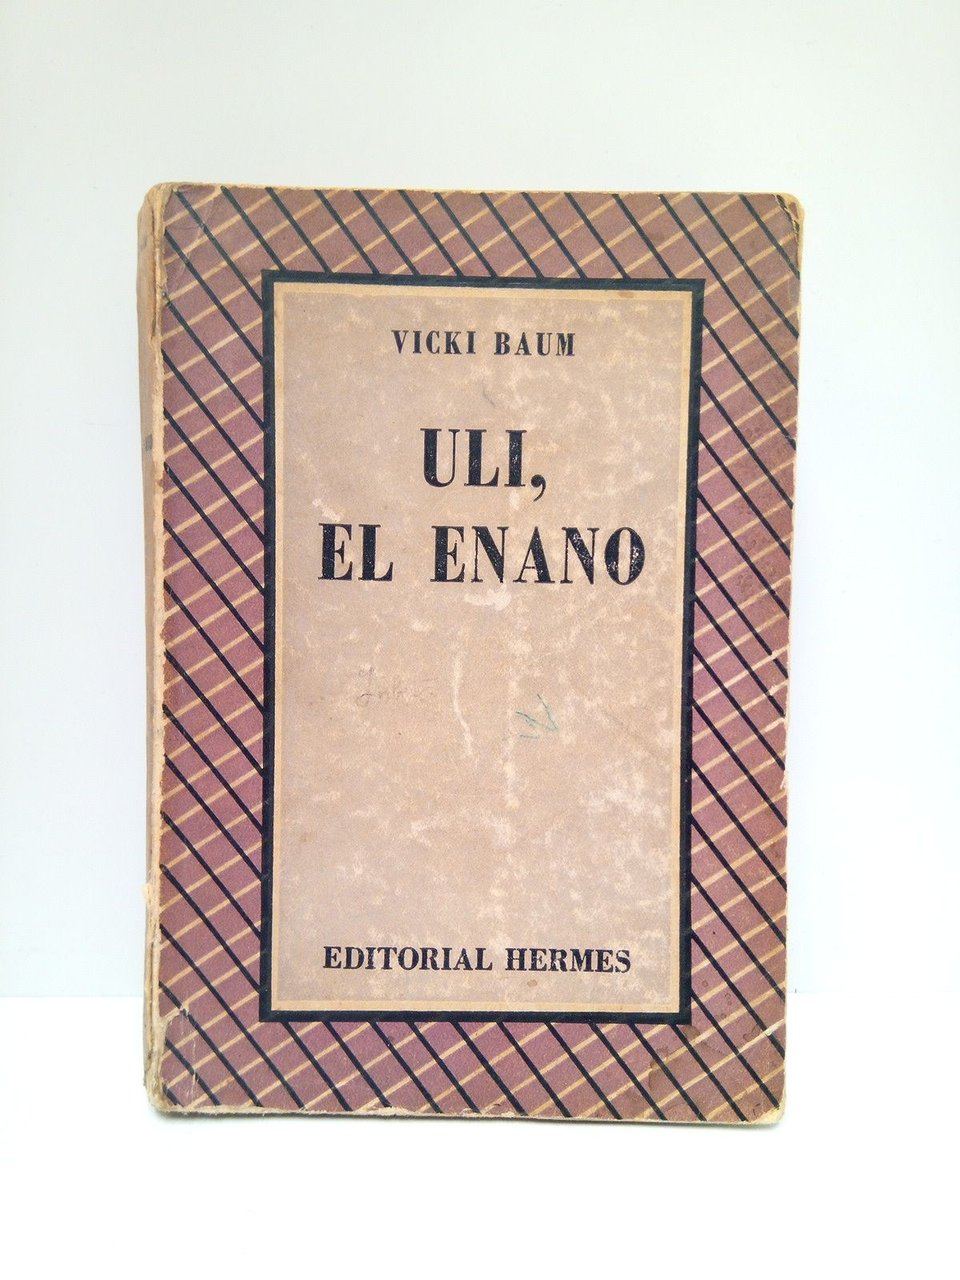 VICKI BAUM
ULI,
EL ENANO
EDITORIAL HERMES